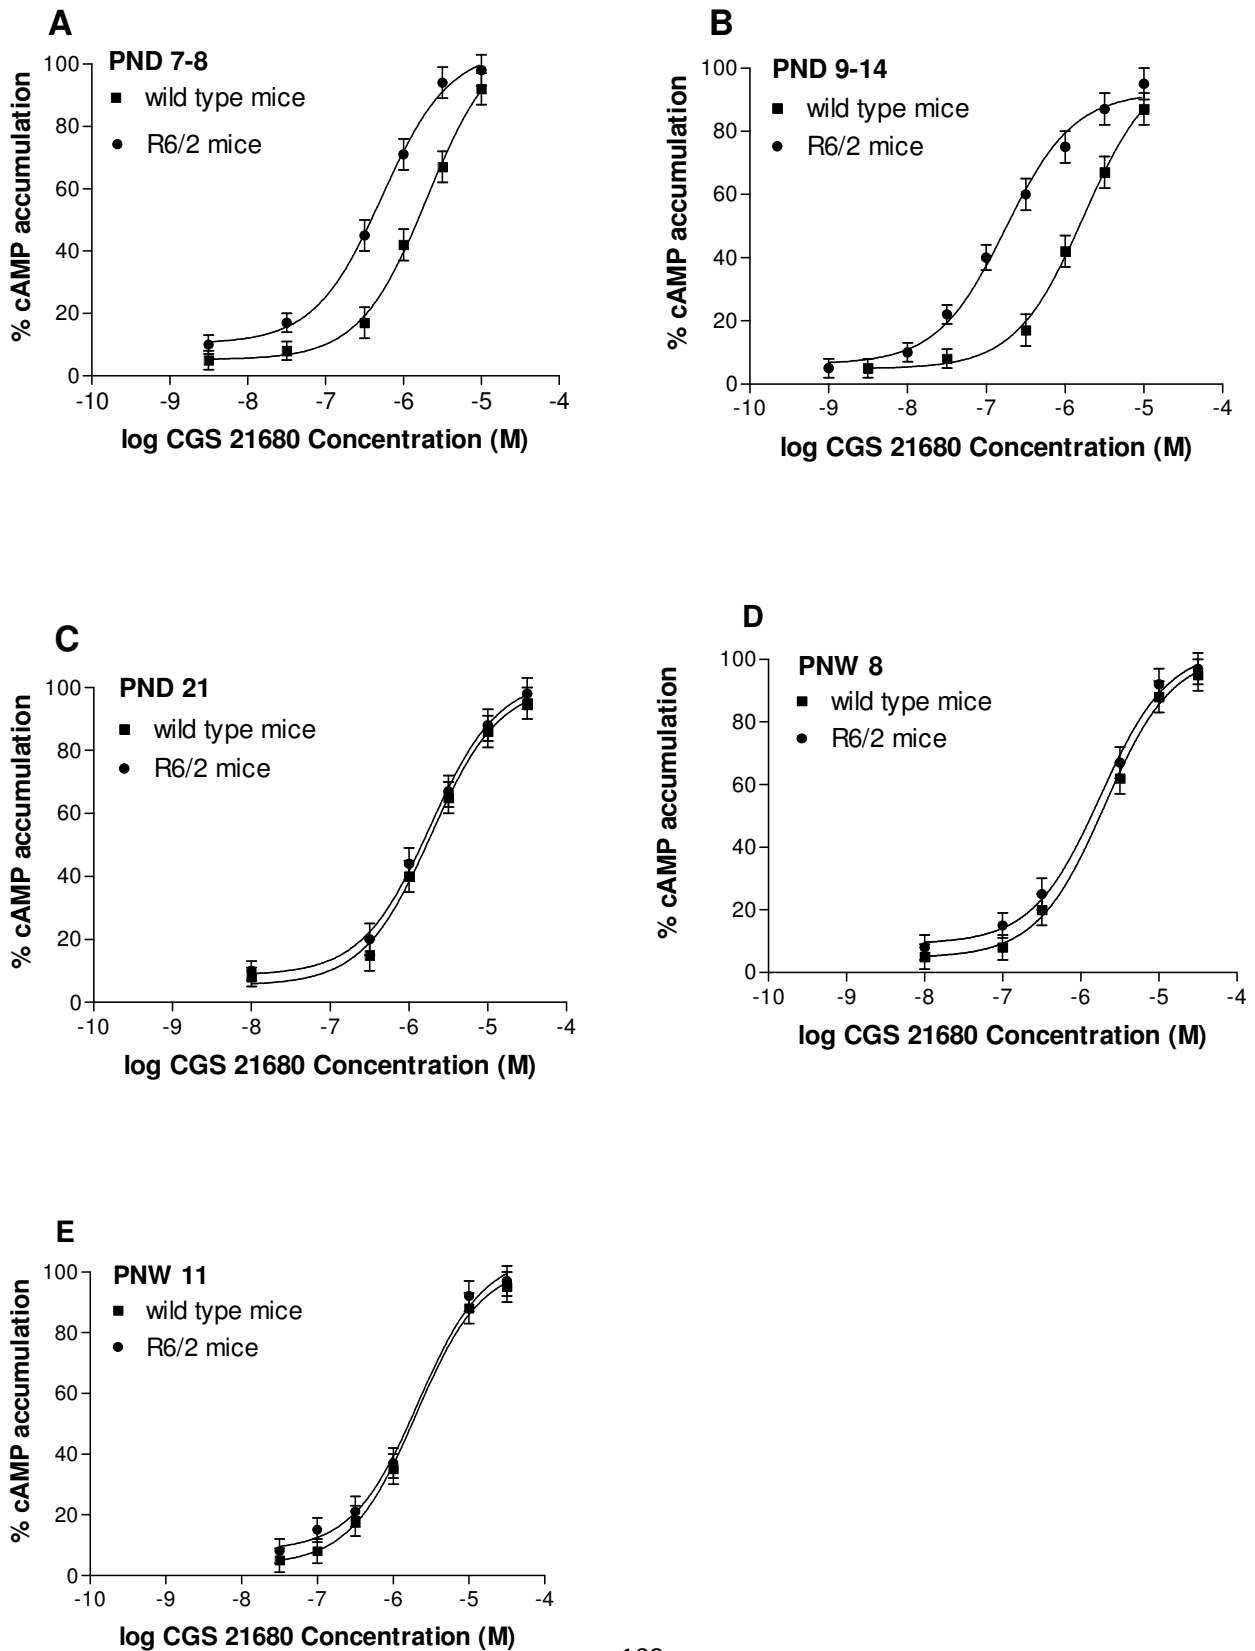 A
PND 7-8
wild type mice
R6/2 mice
% cAMP accumulation
100
80
60
40
20
0
-10 -9 -8 -7 -6 -5 -4
log CGS 21680 Concentration (M)
B
PND 9-14
wild type mice
R6/2 mice
% cAMP accumulation
100
80
60
40
20
0
-10 -9 -8 -7 -6 -5 -4
log CGS 21680 Concentration (M)
C
PND 21
wild type mice
R6/2 mice
% cAMP accumulation
100
80
60
40
20
0
-10 -9 -8 -7 -6 -5 -4
log CGS 21680 Concentration (M)
D
PNW 8
wild type mice
R6/2 mice
% cAMP accumulation
100
80
60
40
20
0
-10 -9 -8 -7 -6 -5 -4
log CGS 21680 Concentration (M)
E
PNW 11
wild type mice
R6/2 mice
% cAMP accumulation
100
80
60
40
20
0
-10 -9 -8 -7 -6 -5 -4
log CGS 21680 Concentration (M)